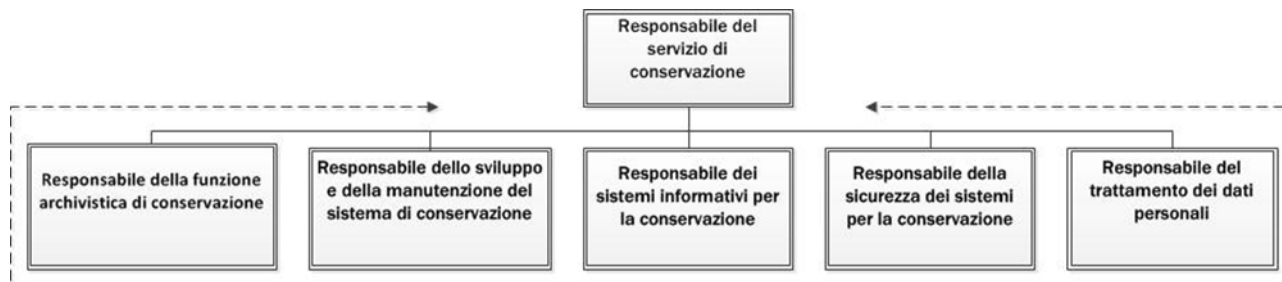 Responsabile del
servizio di
conservazione
Responsabile della funzione
archivistica di conservazione
Responsabile dello sviluppo
e della manutenzione del
sistema di conservazione
Responsabile dei
sistemi informativi per
la conservazione
Responsabile della
sicurezza dei sistemi
per la conservazione
Responsabile del
trattamento dei dati
personali